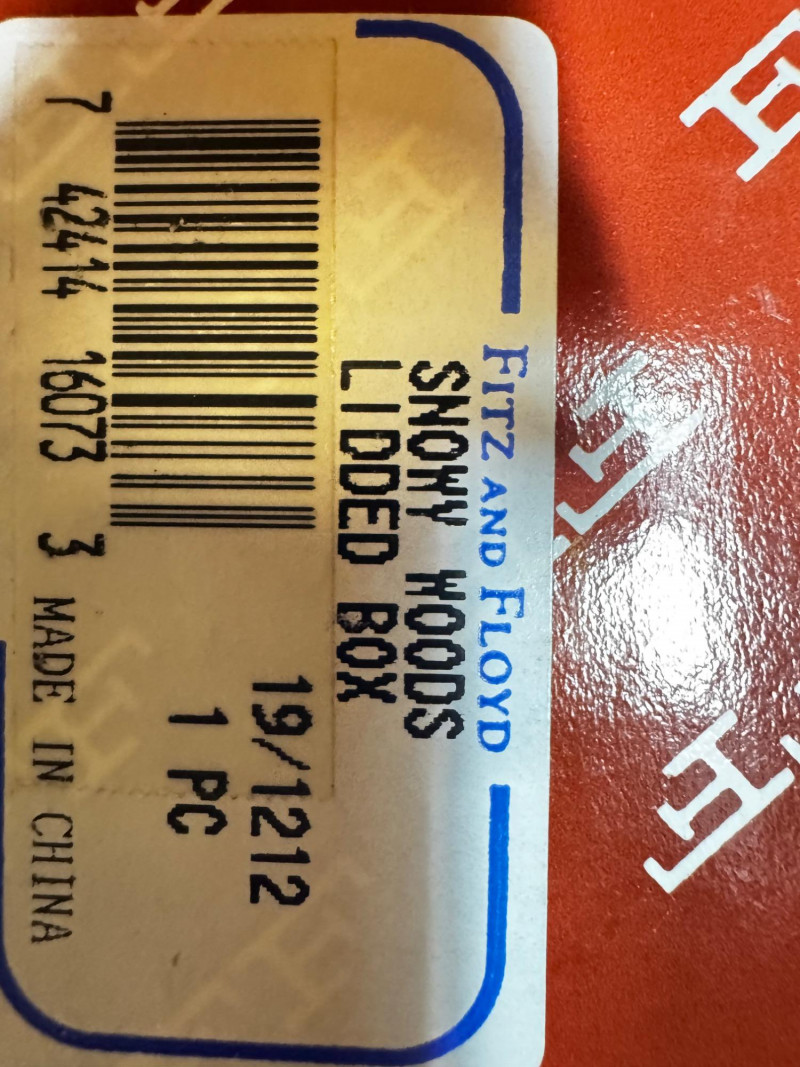 FITZ AND FLOYD
SNOWY WOODS
LIDDED BOX
19/1212
1 PC
7 42414 16073 3
MADE IN CHINA